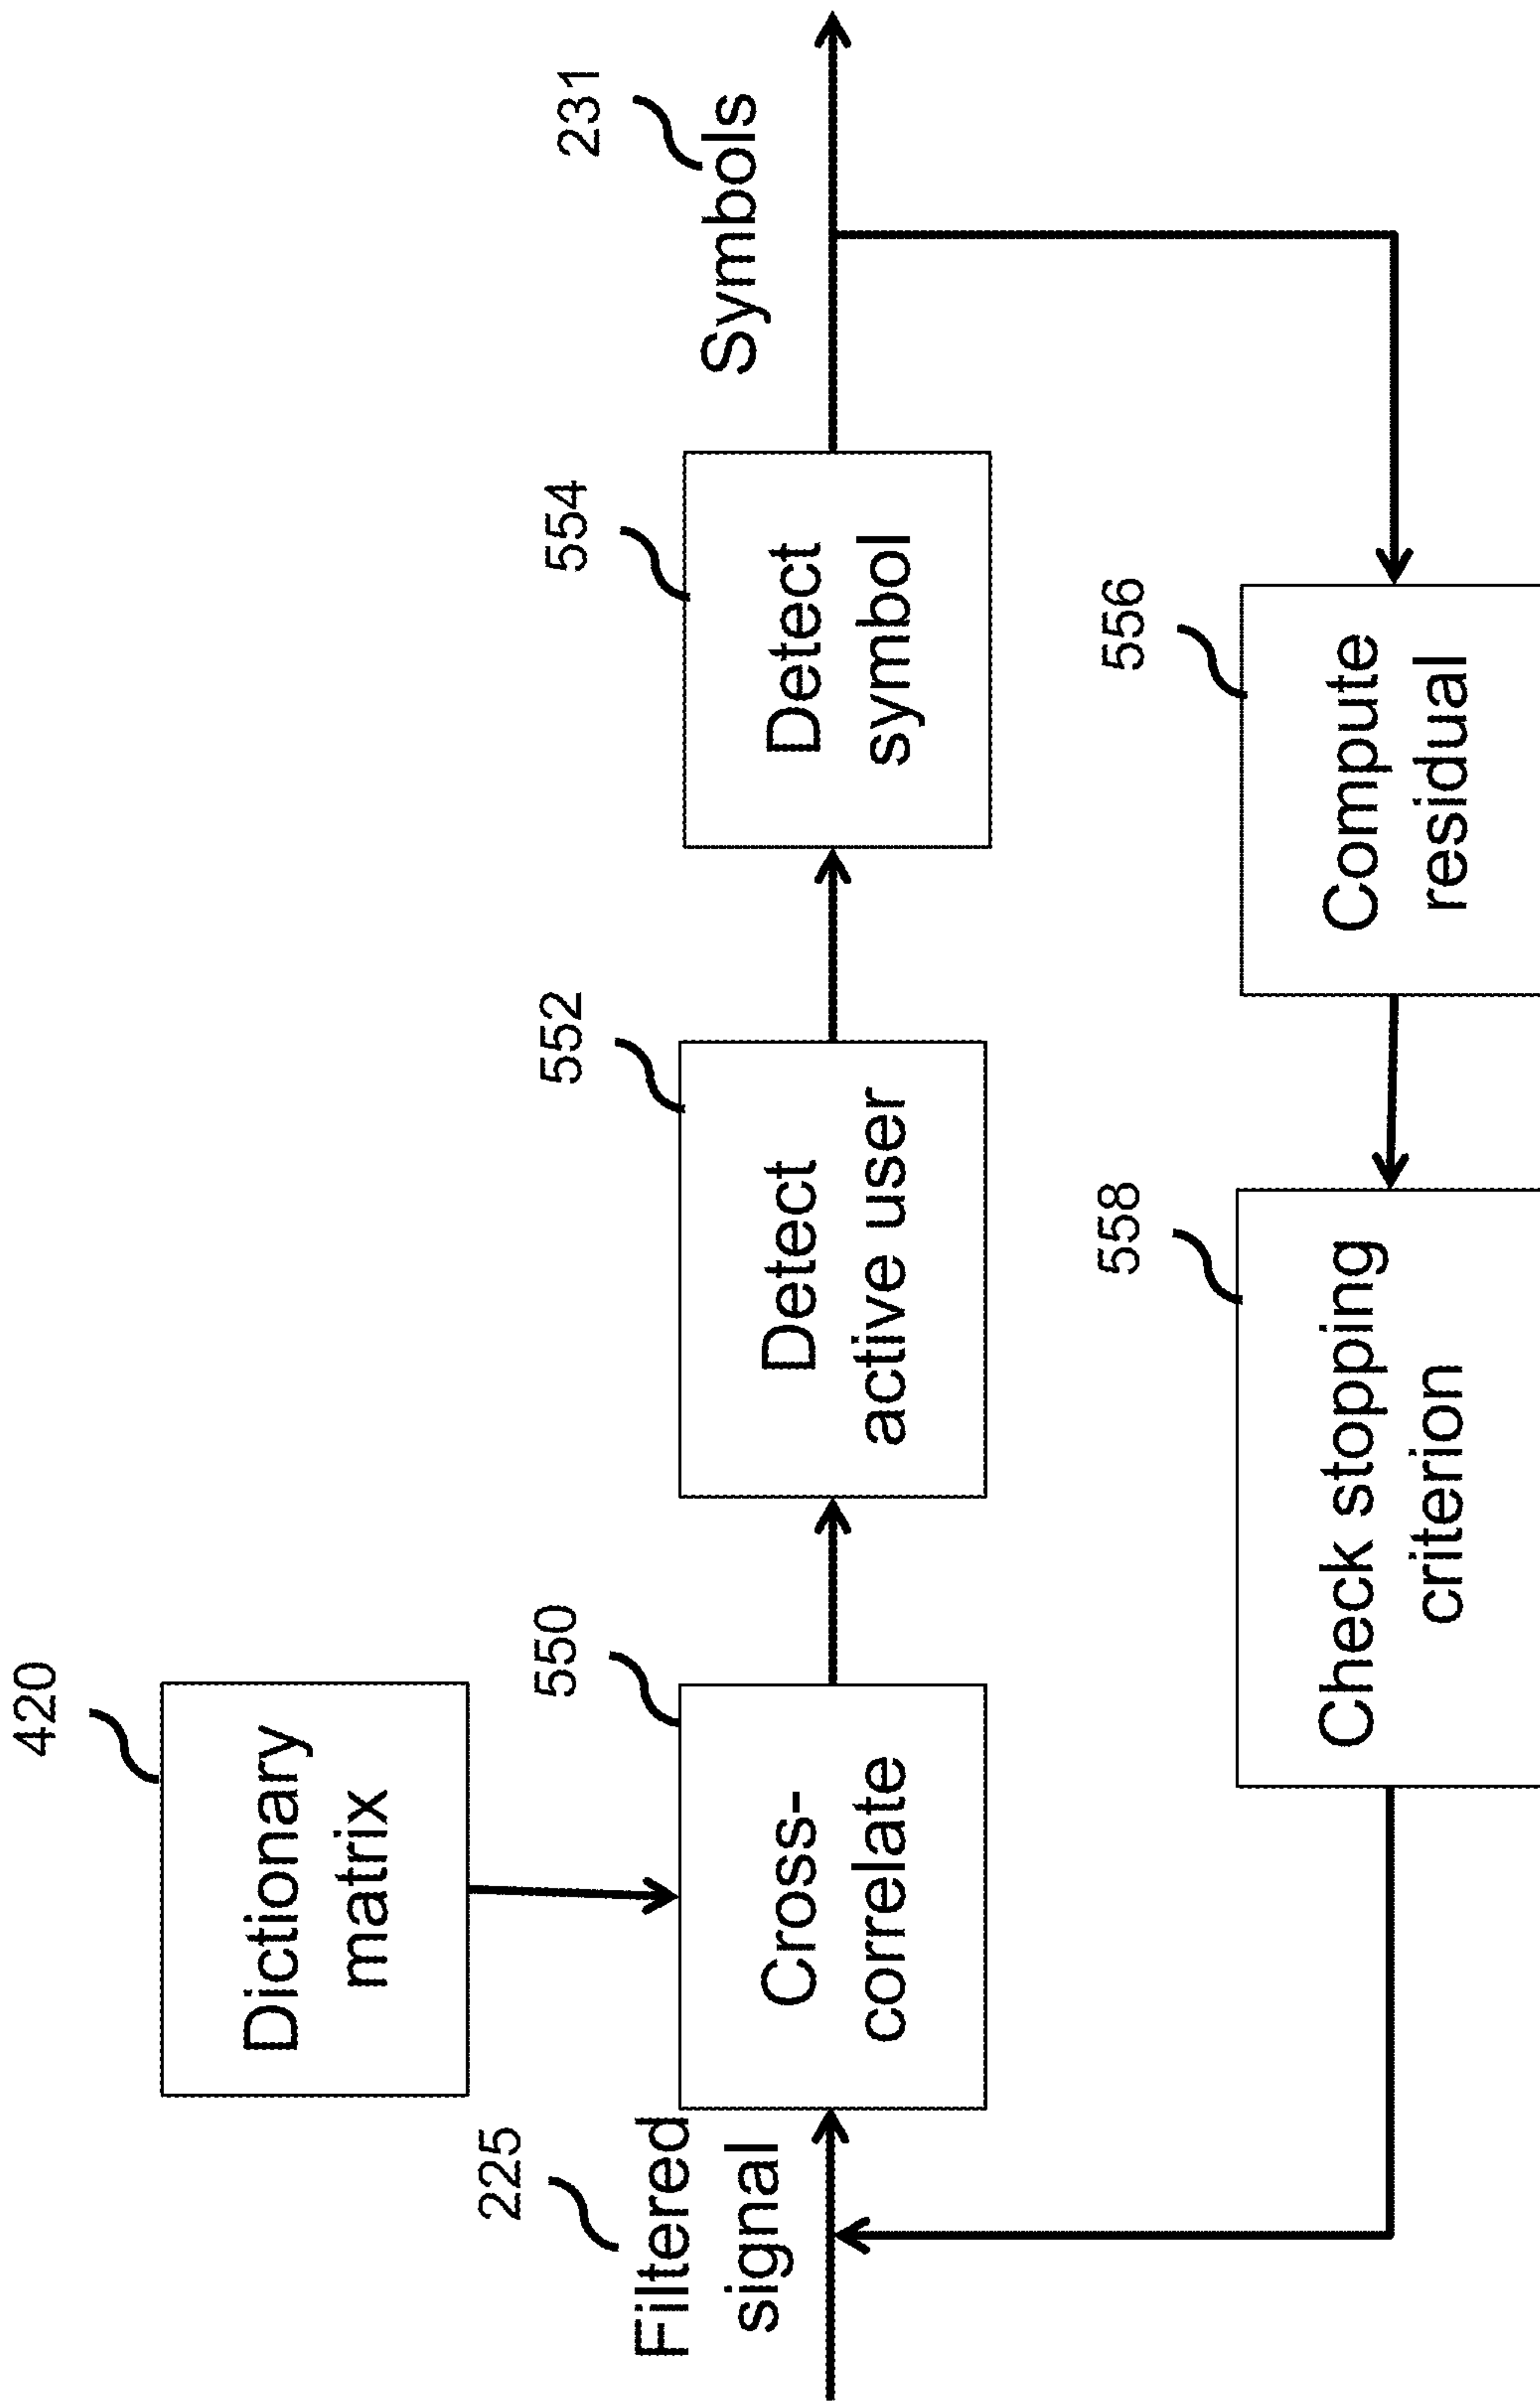 420
Dictionary
matrix
225
Filtered
signal
550
Cross-
correlate
552
Detect
active user
554
Detect
symbol
231
Symbols
556
Compute
residual
558
Check stopping
criterion